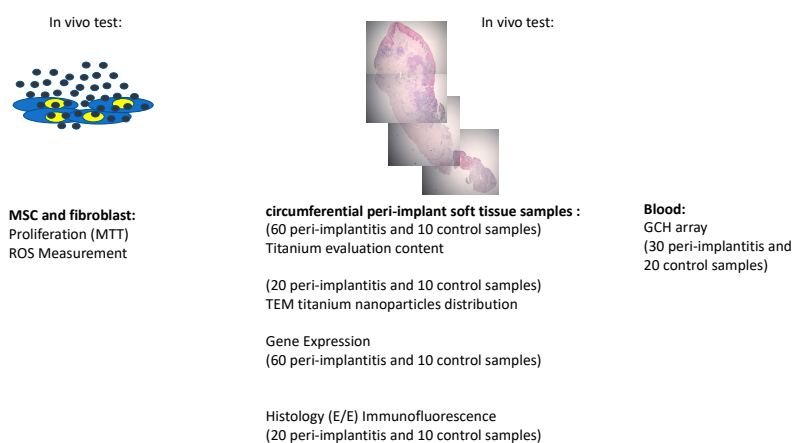 In vivo test:
In vivo test:
MSC and fibroblast:
Proliferation (MTT)
ROS Measurement
circumferential peri-implant soft tissue samples :
(60 peri-implantitis and 10 control samples)
Titanium evaluation content
(20 peri-implantitis and 10 control samples)
TEM titanium nanoparticles distribution
Gene Expression
(60 peri-implantitis and 10 control samples)
Histology (E/E) Immunofluorescence
(20 peri-implantitis and 10 control samples)
Blood:
GCH array
(30 peri-implantitis and
20 control samples)